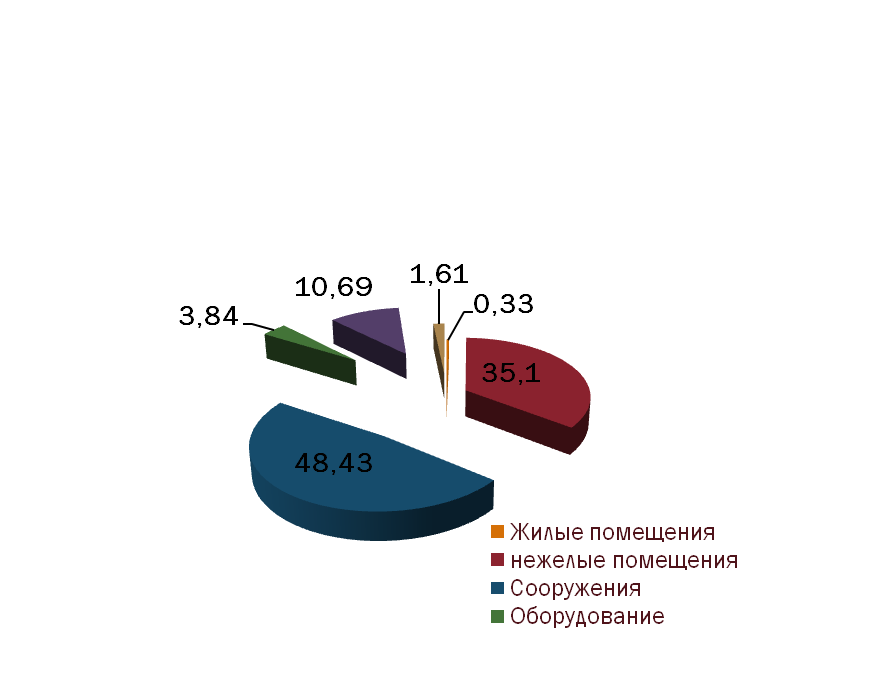 1,61
10,69
0,33
3,84
35,1
48,43
Жилые помещения
нежелые помещения
Сооружения
Оборудование